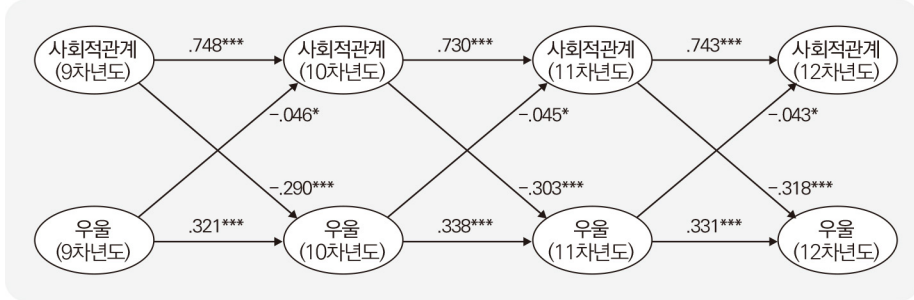 .748***
.730***
.743***
사회적관계
(9차년도)
사회적관계
(10차년도)
사회적관계
(11차년도)
사회적관계
(12차년도)
-.046*
-.045*
-.043*
-.290***
-.303***
-.318***
우울
(9차년도)
.321***
우울
(10차년도)
.338***
우울
(11차년도)
.331***
우울
(12차년도)